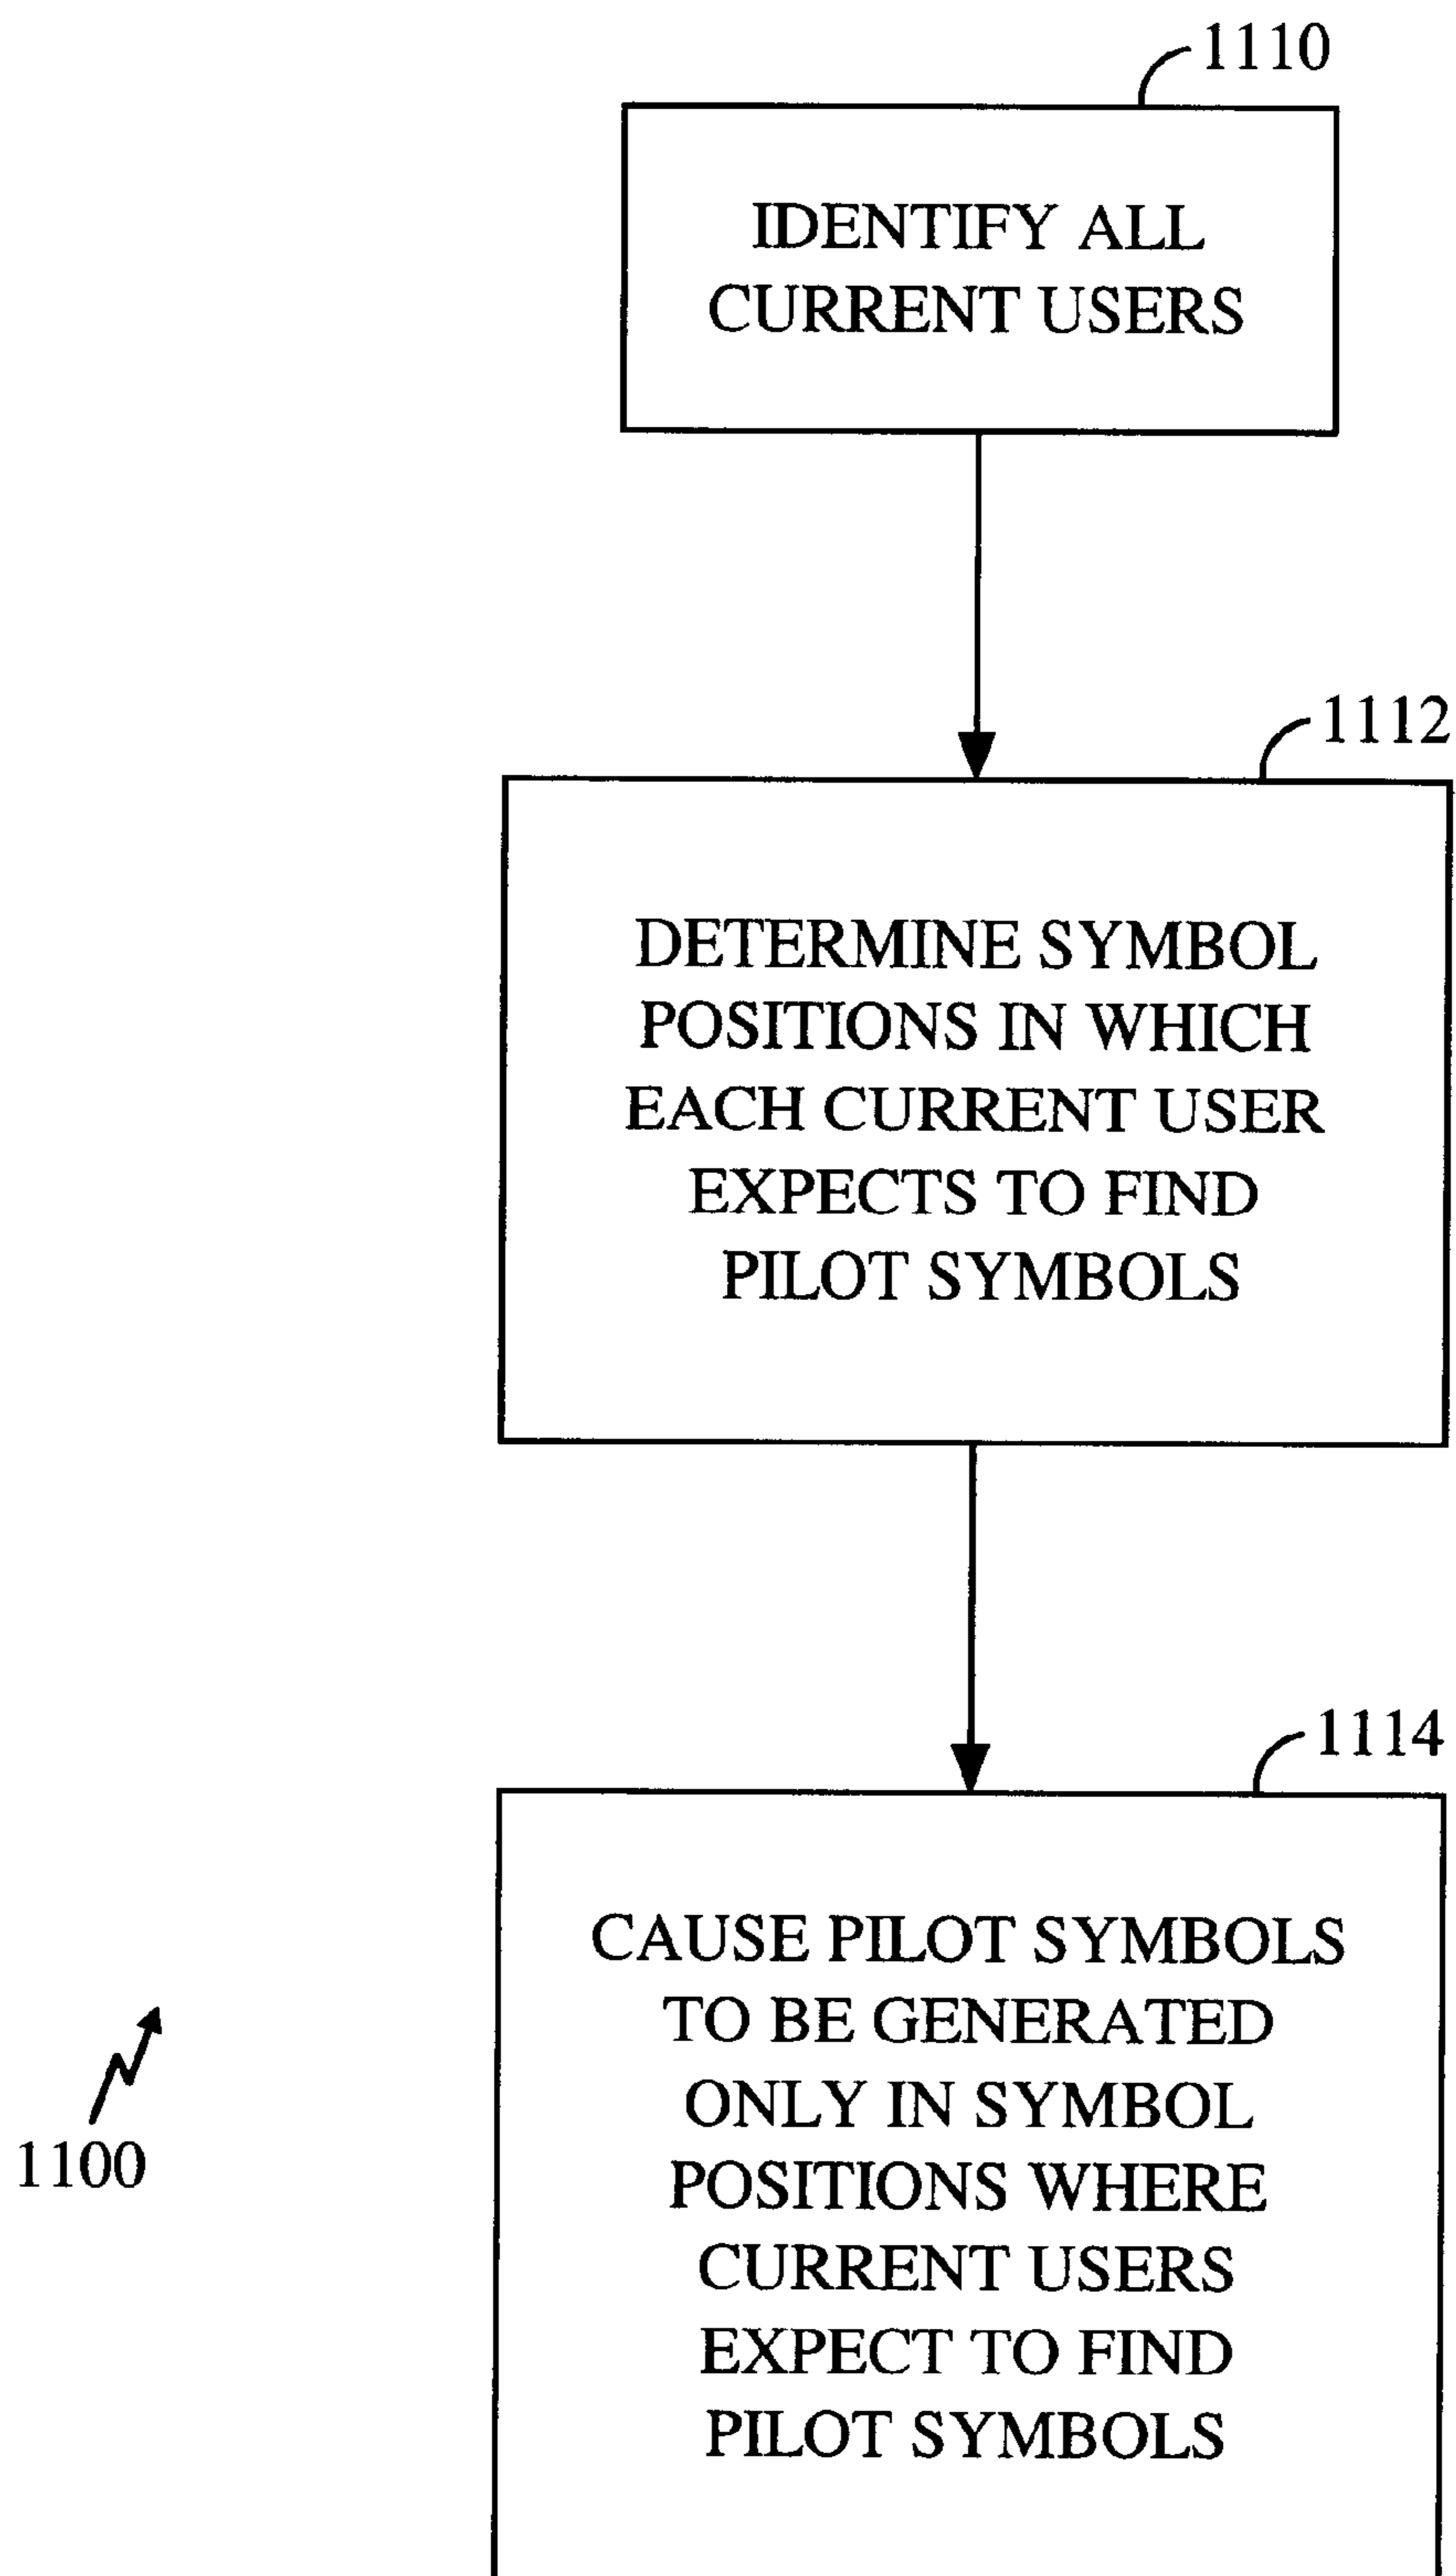 1110
IDENTIFY ALL
CURRENT USERS
1112
DETERMINE SYMBOL
POSITIONS IN WHICH
EACH CURRENT USER
EXPECTS TO FIND
PILOT SYMBOLS
1114
CAUSE PILOT SYMBOLS
TO BE GENERATED
ONLY IN SYMBOL
POSITIONS WHERE
CURRENT USERS
EXPECT TO FIND
PILOT SYMBOLS
1100